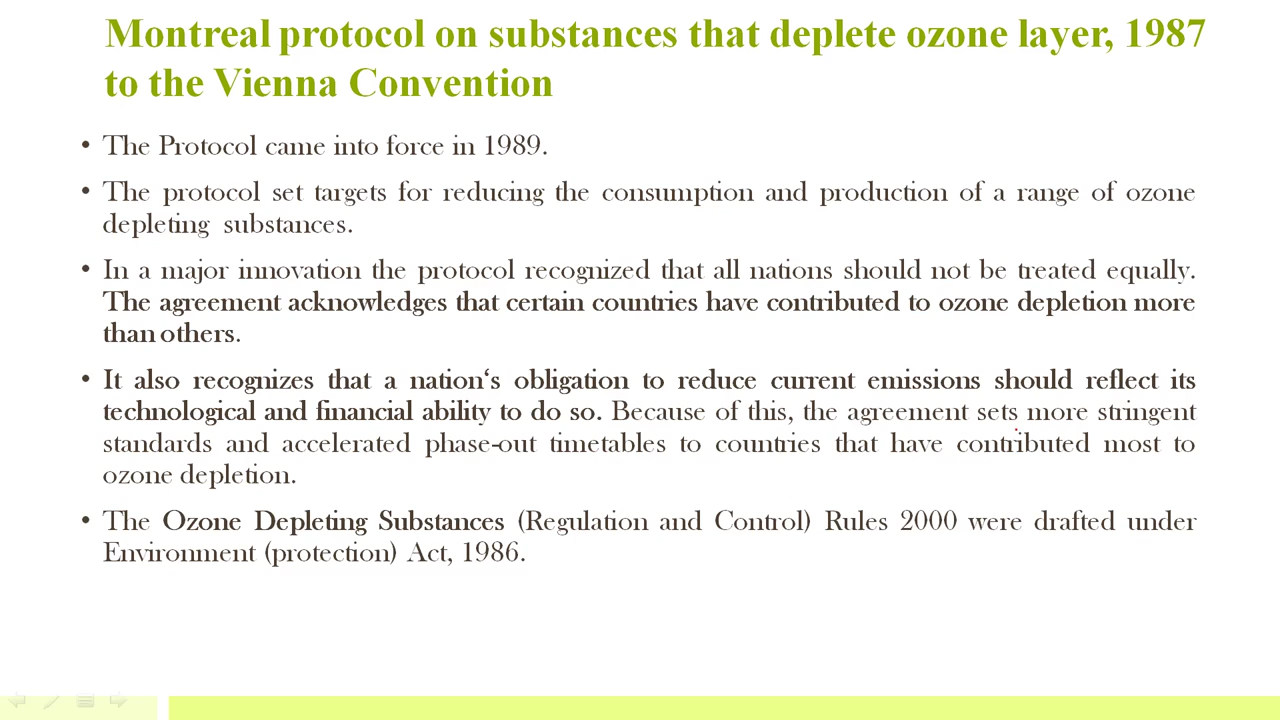 Montreal protocol on substances that deplete ozone layer, 1987
to the Vienna Convention
• The Protocol came into force in 1989.
• The protocol set targets for reducing the consumption and production of a range of ozone
depleting substances.
• In a major innovation the protocol recognized that all nations should not be treated equally.
The agreement acknowledges that certain countries have contributed to ozone depletion more
than others.
• It also recognizes that a nation‘s obligation to reduce current emissions should reflect its
technological and financial ability to do so. Because of this, the agreement sets more stringent
standards and accelerated phase-out timetables to countries that have contributed most to
ozone depletion.
• The Ozone Depleting Substances (Regulation and Control) Rules 2000 were drafted under
Environment (protection) Act, 1986.